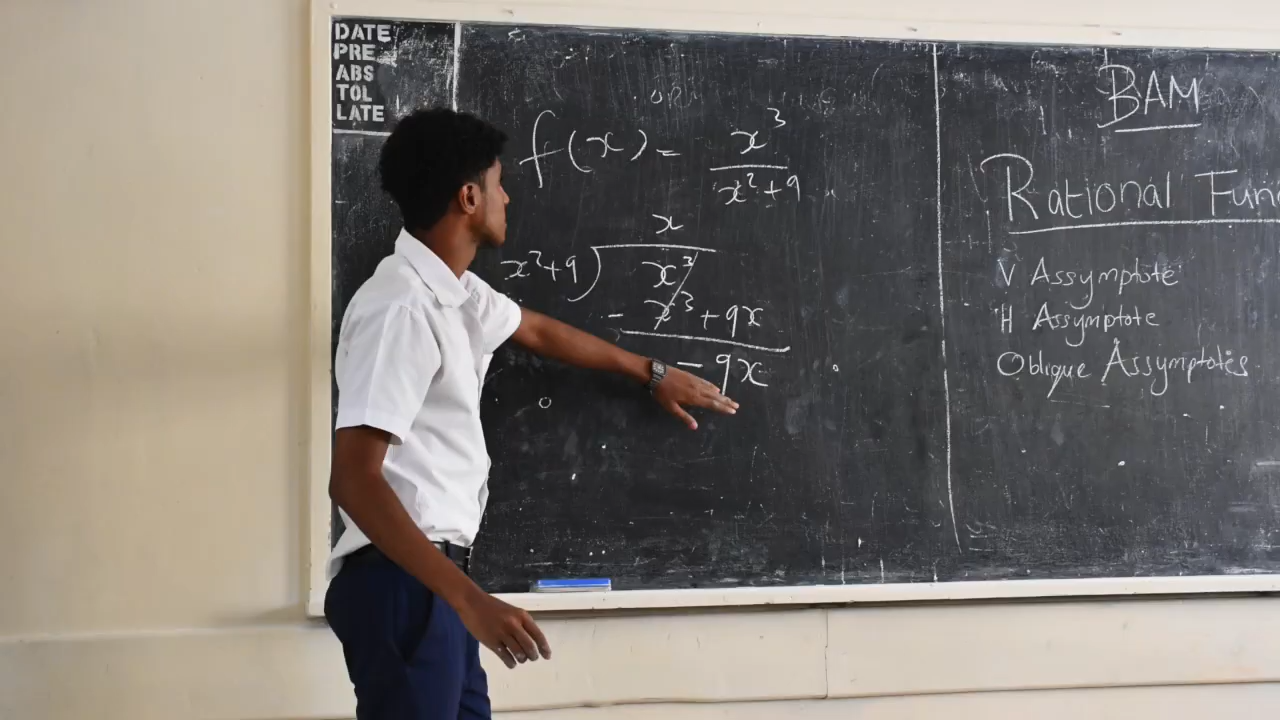 DATE
PRE
ABS
TOL
LATE
f(x) = x³ / x²+9
x
x²+9 ) x³
- x³ + 9x
- 9x
BAM
Rational Fun
V Assymptote
H Assymptote
Oblique Assymptotes